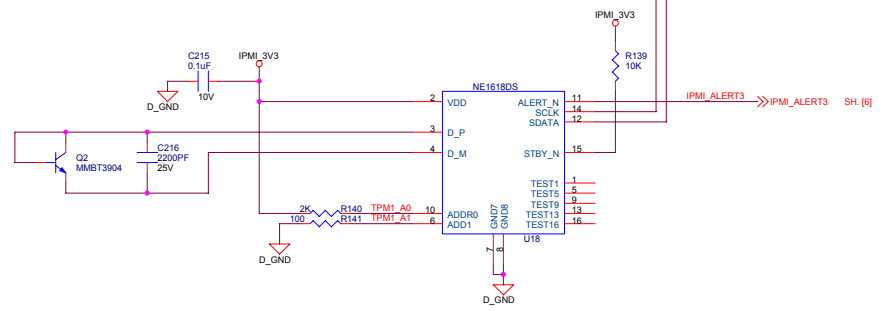 IPMI_3V3
R139
10K
C215
0.1uF
10V
IPMI_3V3
D_GND
NE1618DS
2 VDD
ALERT_N 11 IPMI_ALERT3 IPMI_ALERT3 SH. [6]
SCLK 14
SDATA 12
3 D_P
4 D_M
STBY_N 15
Q2
MMBT3904
C216
2200PF
25V
TEST1 1
TEST5 5
TEST9 9
TEST13 13
TEST16 16
2K R140 TPM1_A0 10 ADDR0
100 R141 TPM1_A1 6 ADD1
GND7
GND8
7
8
U18
D_GND
D_GND